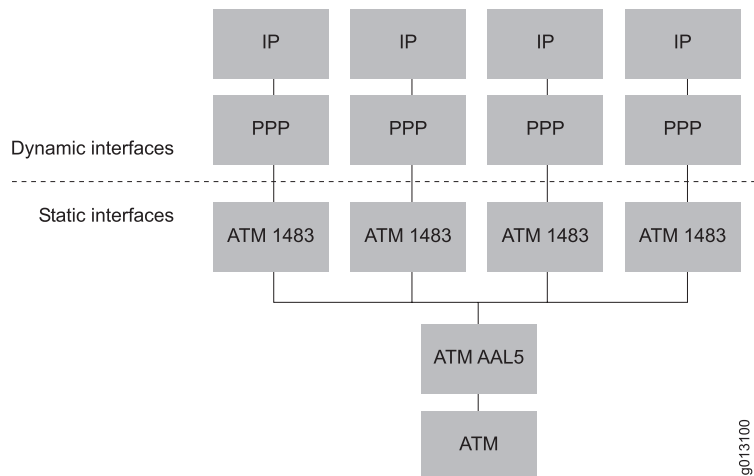 IP IP IP IP
PPP PPP PPP PPP
Dynamic interfaces
Static interfaces
ATM 1483 ATM 1483 ATM 1483 ATM 1483
ATM AAL5
ATM
g013100